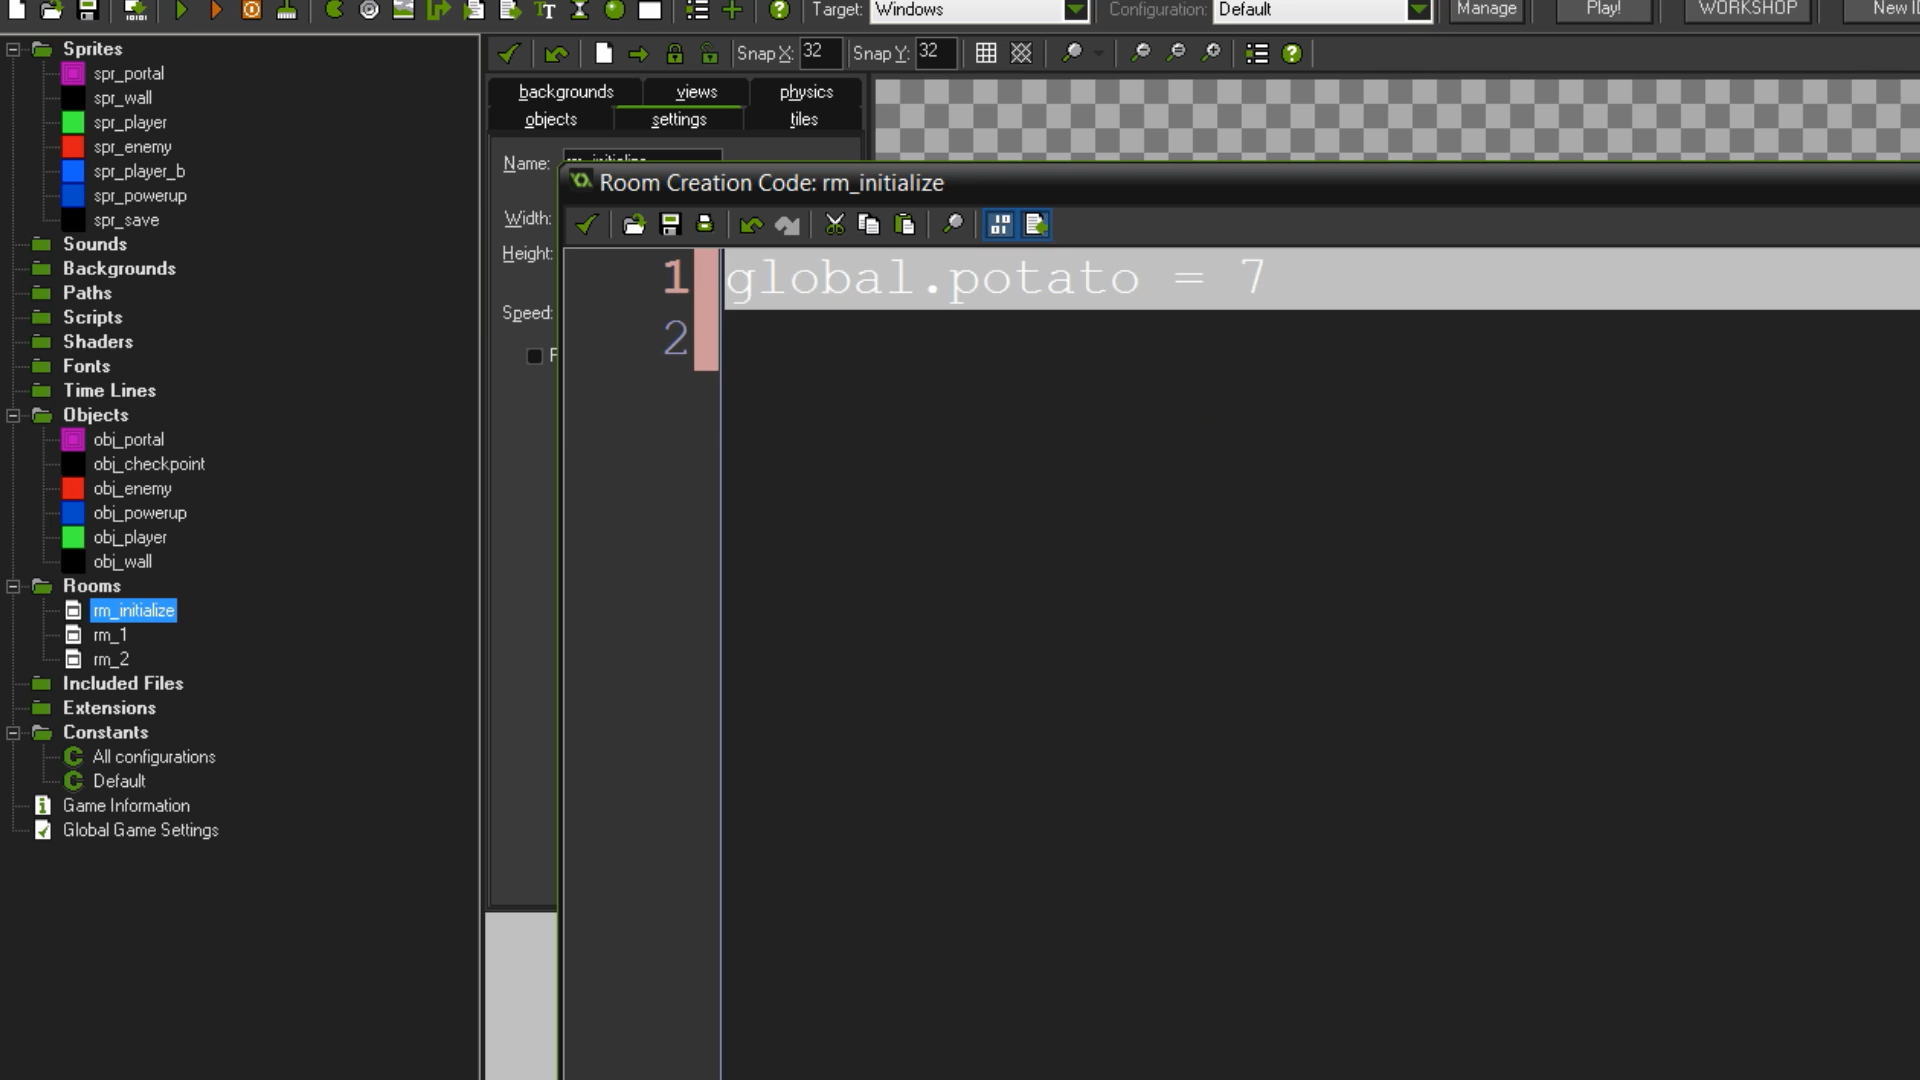 Target: Windows Configuration: Default Manage Play! WORKSHOP New
Sprites
spr_portal
spr_wall
spr_player
spr_enemy
spr_player_b
spr_powerup
spr_save
Sounds
Backgrounds
Paths
Scripts
Shaders
Fonts
Time Lines
Objects
obj_portal
obj_checkpoint
obj_enemy
obj_powerup
obj_player
obj_wall
Rooms
rm_initialize
rm_1
rm_2
Included Files
Extensions
Constants
All configurations
Default
Game Information
Global Game Settings
Snap X: 32 Snap Y: 32
backgrounds views physics
objects settings tiles
Name: rm_initialize
Width:
Height:
Speed:
Room Creation Code: rm_initialize
1 global.potato = 7
2